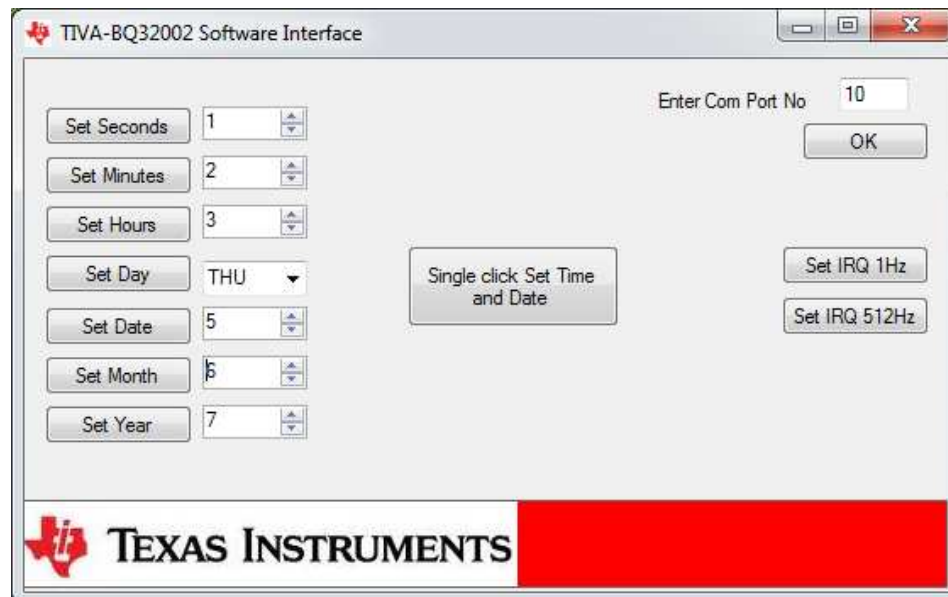 TIVA-BQ32002 Software Interface
Enter Com Port No 10
OK
Set Seconds 1
Set Minutes 2
Set Hours 3
Set Day THU
Set Date 5
Set Month 6
Set Year 7
Single click Set Time
and Date
Set IRQ 1Hz
Set IRQ 512Hz
TEXAS INSTRUMENTS